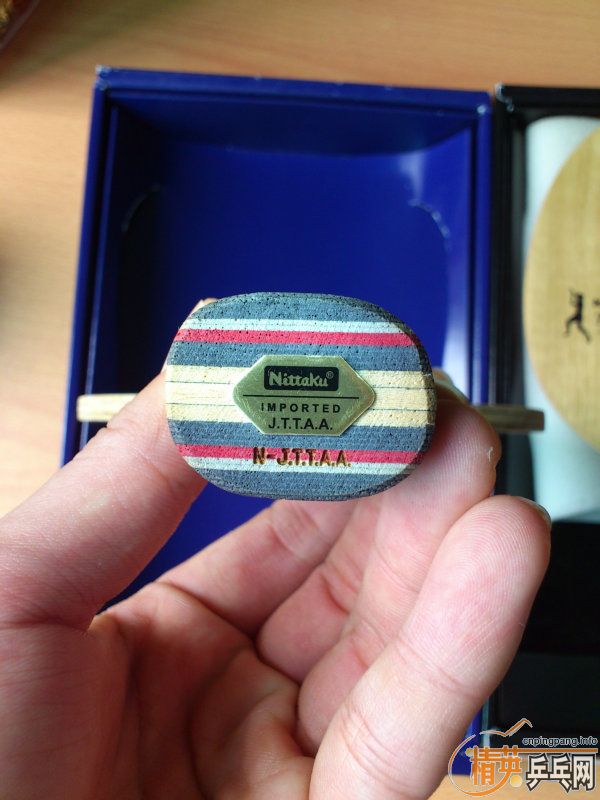 Nittaku®
IMPORTED
J.T.T.A.A.
N-J.T.T.A.A.
cnpingpang.info
精英乒乓网